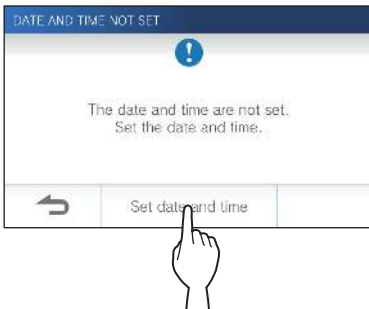 DATE AND TIME NOT SET
The date and time are not set.
Set the date and time.
Set date and time